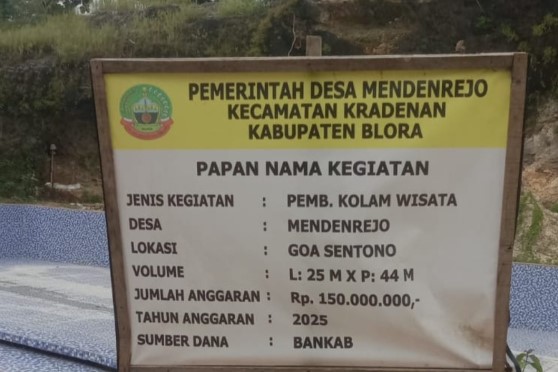 PEMERINTAH DESA MENDENREJO
KECAMATAN KRADENAN
KABUPATEN BLORA
PAPAN NAMA KEGIATAN
JENIS KEGIATAN : PEMB. KOLAM WISATA
DESA : MENDENREJO
LOKASI : GOA SENTONO
VOLUME : L: 25 M X P: 44 M
JUMLAH ANGGARAN : Rp. 150.000.000,-
TAHUN ANGGARAN : 2025
SUMBER DANA : BANKAB